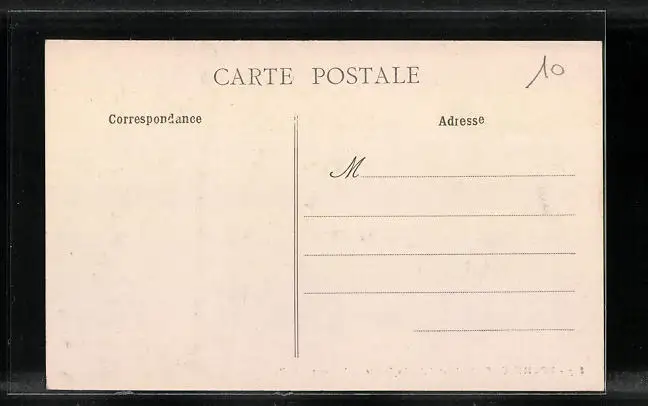 CARTE POSTALE
10
Correspondance
Adresse
M